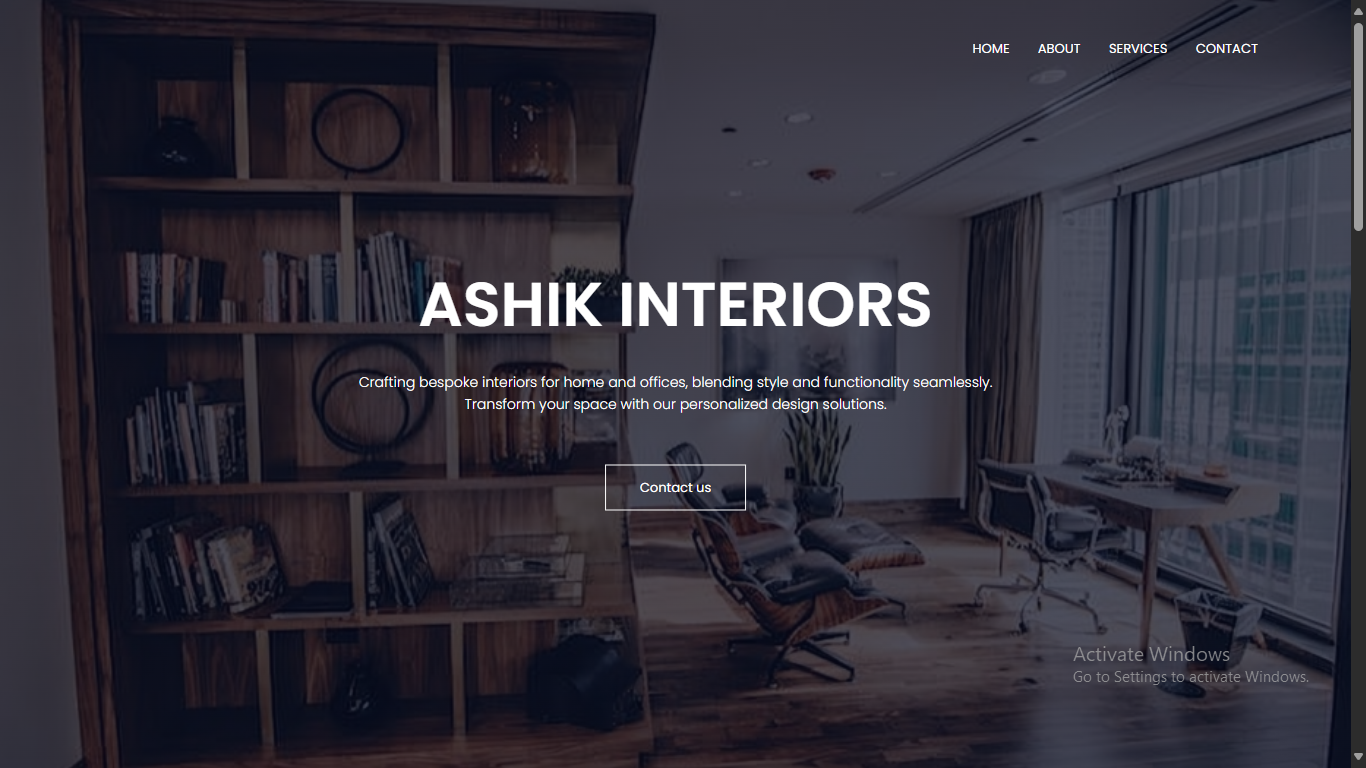 HOME ABOUT SERVICES CONTACT
ASHIK INTERIORS
Crafting bespoke interiors for home and offices, blending style and functionality seamlessly.
Transform your space with our personalized design solutions.
Contact us
Activate Windows
Go to Settings to activate Windows.